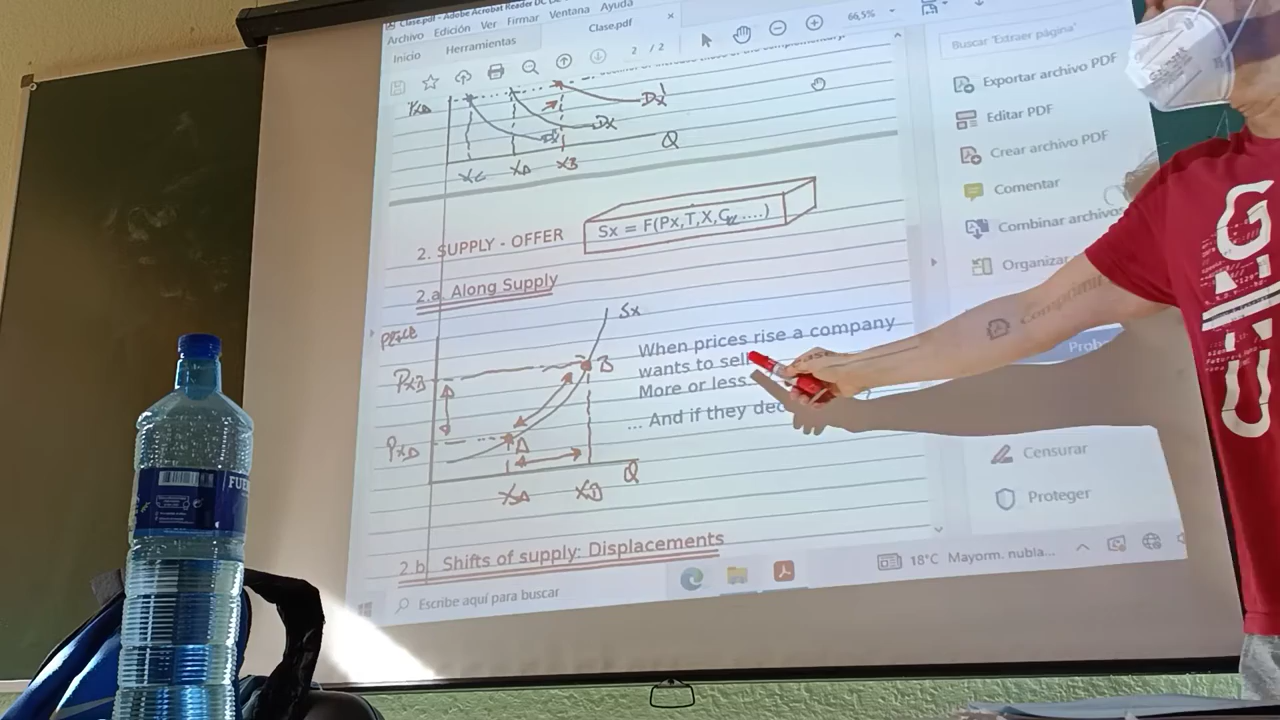 Clase.pdf - Adobe Acrobat Reader DC
Archivo Edición Ver Firmar Ventana Ayuda
Inicio Herramientas Clase.pdf ×
2 / 2 66,5%
Dx'
Dx
Q
XC XA XB
2. SUPPLY - OFFER
Sx = F(Px,T,X,C ....)
2.a Along Supply
PRICE
Sx
PxB
B
PxA
A
Q
XA XB
When prices rise a company
wants to sell
More or less
... And if they dec
2.b Shifts of supply: Displacements
Buscar 'Extraer página'
Exportar archivo PDF
Editar PDF
Crear archivo PDF
Comentar
Combinar archivos
Organizar
Comprimir
Censurar
Proteger
Escribe aquí para buscar
18°C Mayorm. nubla...
FUE